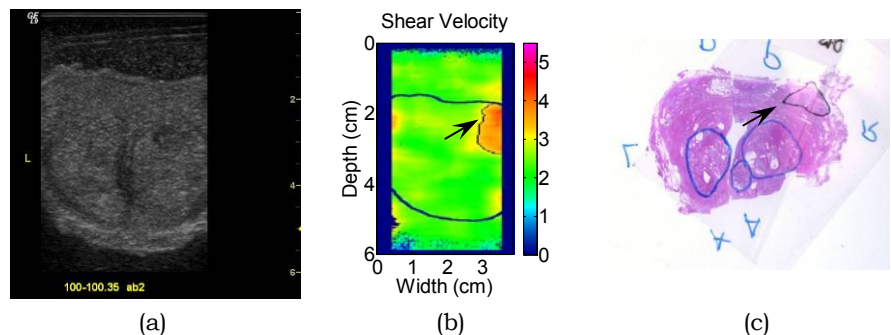 GE
L
2
4
6
100-100.35 ab2
(a)
Shear Velocity
Depth (cm)
0
2
4
6
0 1 2 3
Width (cm)
5
4
3
2
1
0
(b)
R
L
A
(c)